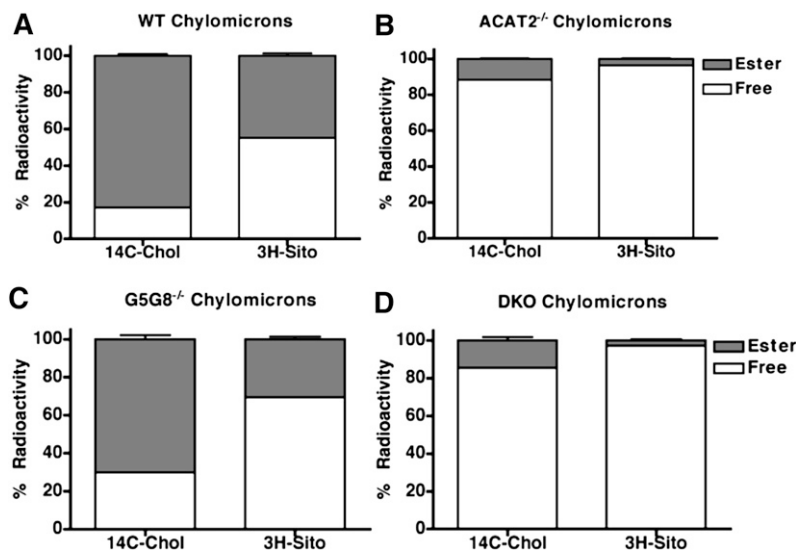 A
WT Chylomicrons
% Radioactivity
100
80
60
40
20
0
14C-Chol
3H-Sito
B
ACAT2-/- Chylomicrons
% Radioactivity
100
80
60
40
20
0
14C-Chol
3H-Sito
Ester
Free
C
G5G8-/- Chylomicrons
% Radioactivity
100
80
60
40
20
0
14C-Chol
3H-Sito
D
DKO Chylomicrons
% Radioactivity
100
80
60
40
20
0
14C-Chol
3H-Sito
Ester
Free